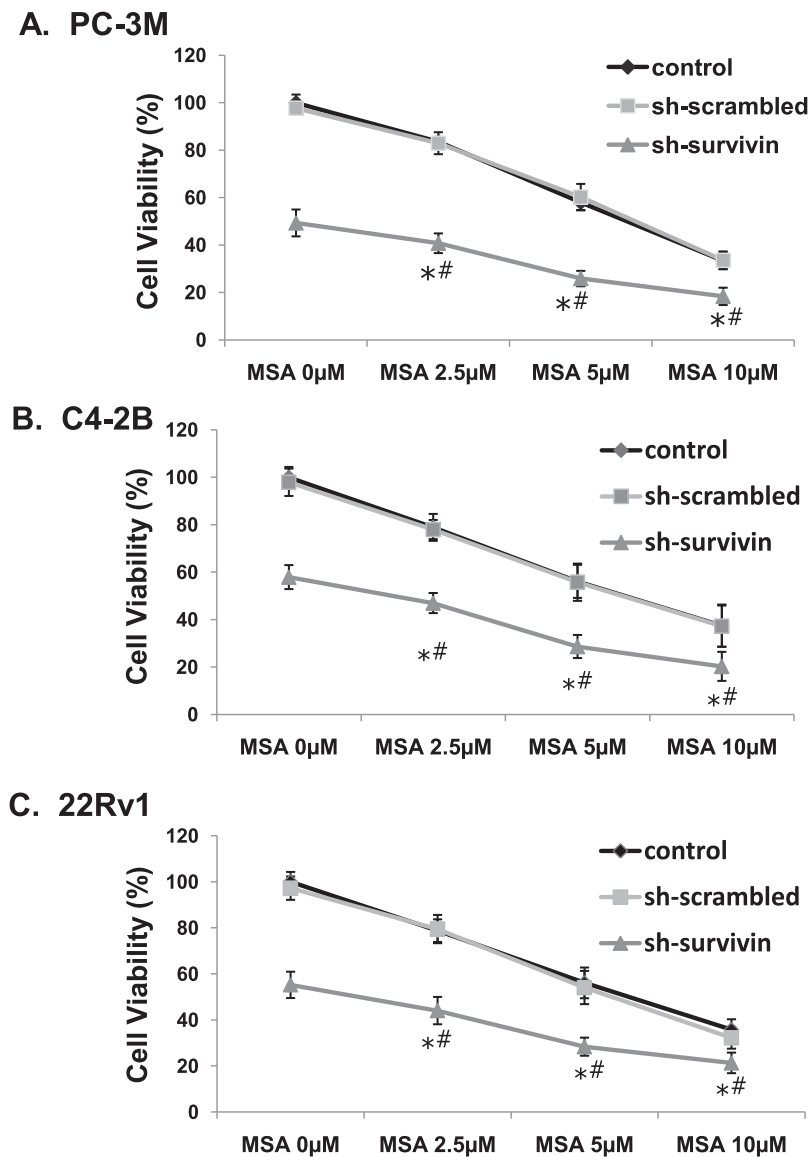 A. PC-3M
120
100
80
60
40
20
0
Cell Viability (%)
control
sh-scrambled
sh-survivin
*#
*#
*#
MSA 0μM
MSA 2.5μM
MSA 5μM
MSA 10μM
B. C4-2B
120
100
80
60
40
20
0
Cell Viability (%)
control
sh-scrambled
sh-survivin
*#
*#
*#
MSA 0μM
MSA 2.5μM
MSA 5μM
MSA 10μM
C. 22Rv1
120
100
80
60
40
20
0
Cell Viability (%)
control
sh-scrambled
sh-survivin
*#
*#
*#
MSA 0μM
MSA 2.5μM
MSA 5μM
MSA 10μM